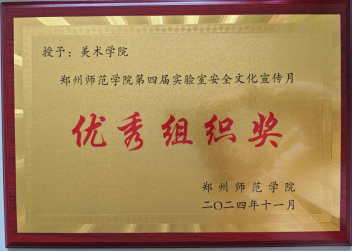 授予：美术学院
郑州师范学院第四届实验室安全文化宣传月
优秀组织奖
郑州师范学院
二〇二四年十一月